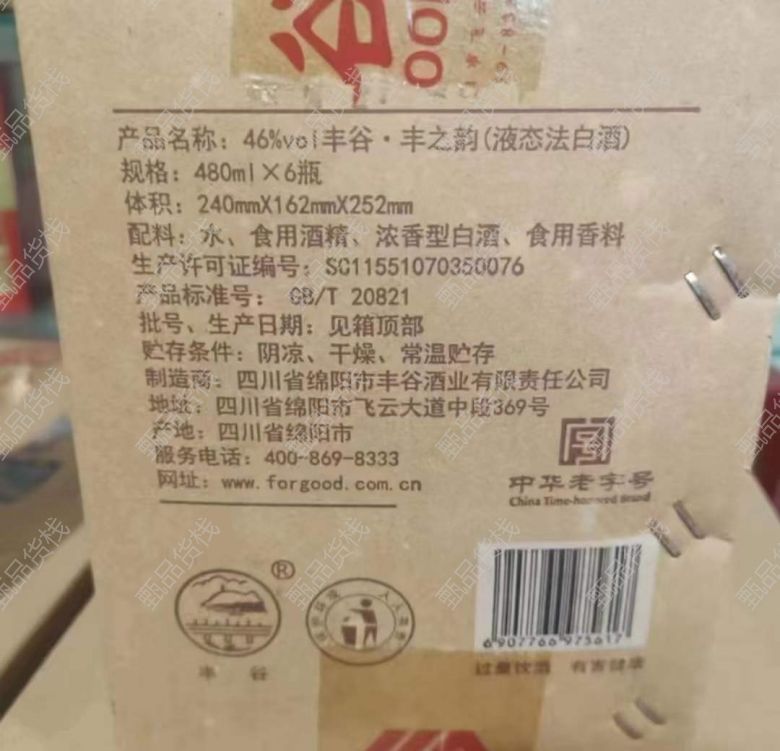 谷
产品名称：46%vol丰谷·丰之韵(液态法白酒)
规格：480ml×6瓶
体积：240mmX162mmX252mm
配料：水、食用酒精、浓香型白酒、食用香料
生产许可证编号：SC11551070350076
产品标准号：GB/T 20821
批号、生产日期：见箱顶部
贮存条件：阴凉、干燥、常温贮存
制造商：四川省绵阳市丰谷酒业有限责任公司
地址：四川省绵阳市飞云大道中段369号
产地：四川省绵阳市
服务电话：400-869-8333
网址：www.forgood.com.cn
中华老字号
China Time-honored Brand
®
丰谷
6907766975617
过量饮酒 有害健康
甄品货栈